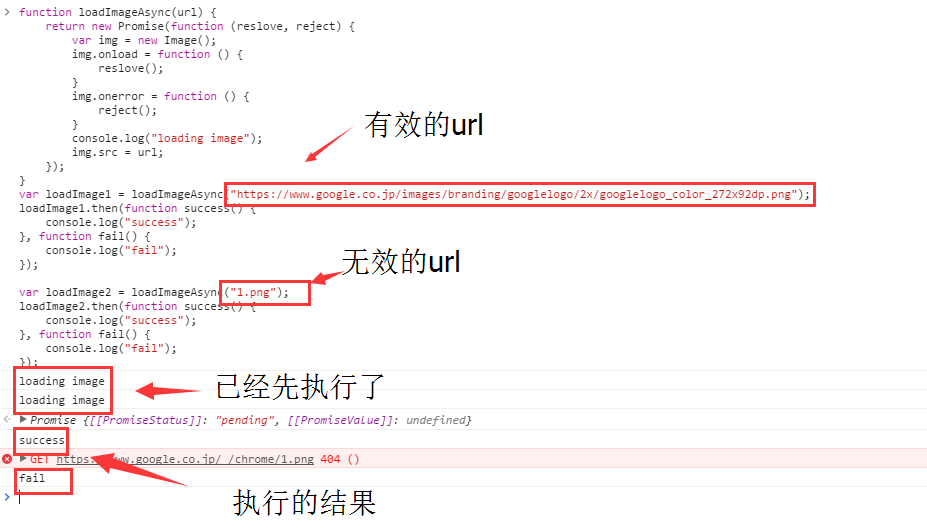 function loadImageAsync(url) {
return new Promise(function (reslove, reject) {
var img = new Image();
img.onload = function () {
reslove();
}
img.onerror = function () {
reject();
}
console.log("loading image");
img.src = url;
});
}
有效的url
var loadImage1 = loadImageAsync("https://www.google.co.jp/images/branding/googlelogo/2x/googlelogo_color_272x92dp.png");
loadImage1.then(function success() {
console.log("success");
}, function fail() {
console.log("fail");
});
无效的url
var loadImage2 = loadImageAsync("1.png");
loadImage2.then(function success() {
console.log("success");
}, function fail() {
console.log("fail");
});
loading image
loading image
已经先执行了
Promise {[[PromiseStatus]]: "pending", [[PromiseValue]]: undefined}
success
GET www.google.co.jp/_/chrome/1.png 404 ()
fail
执行的结果